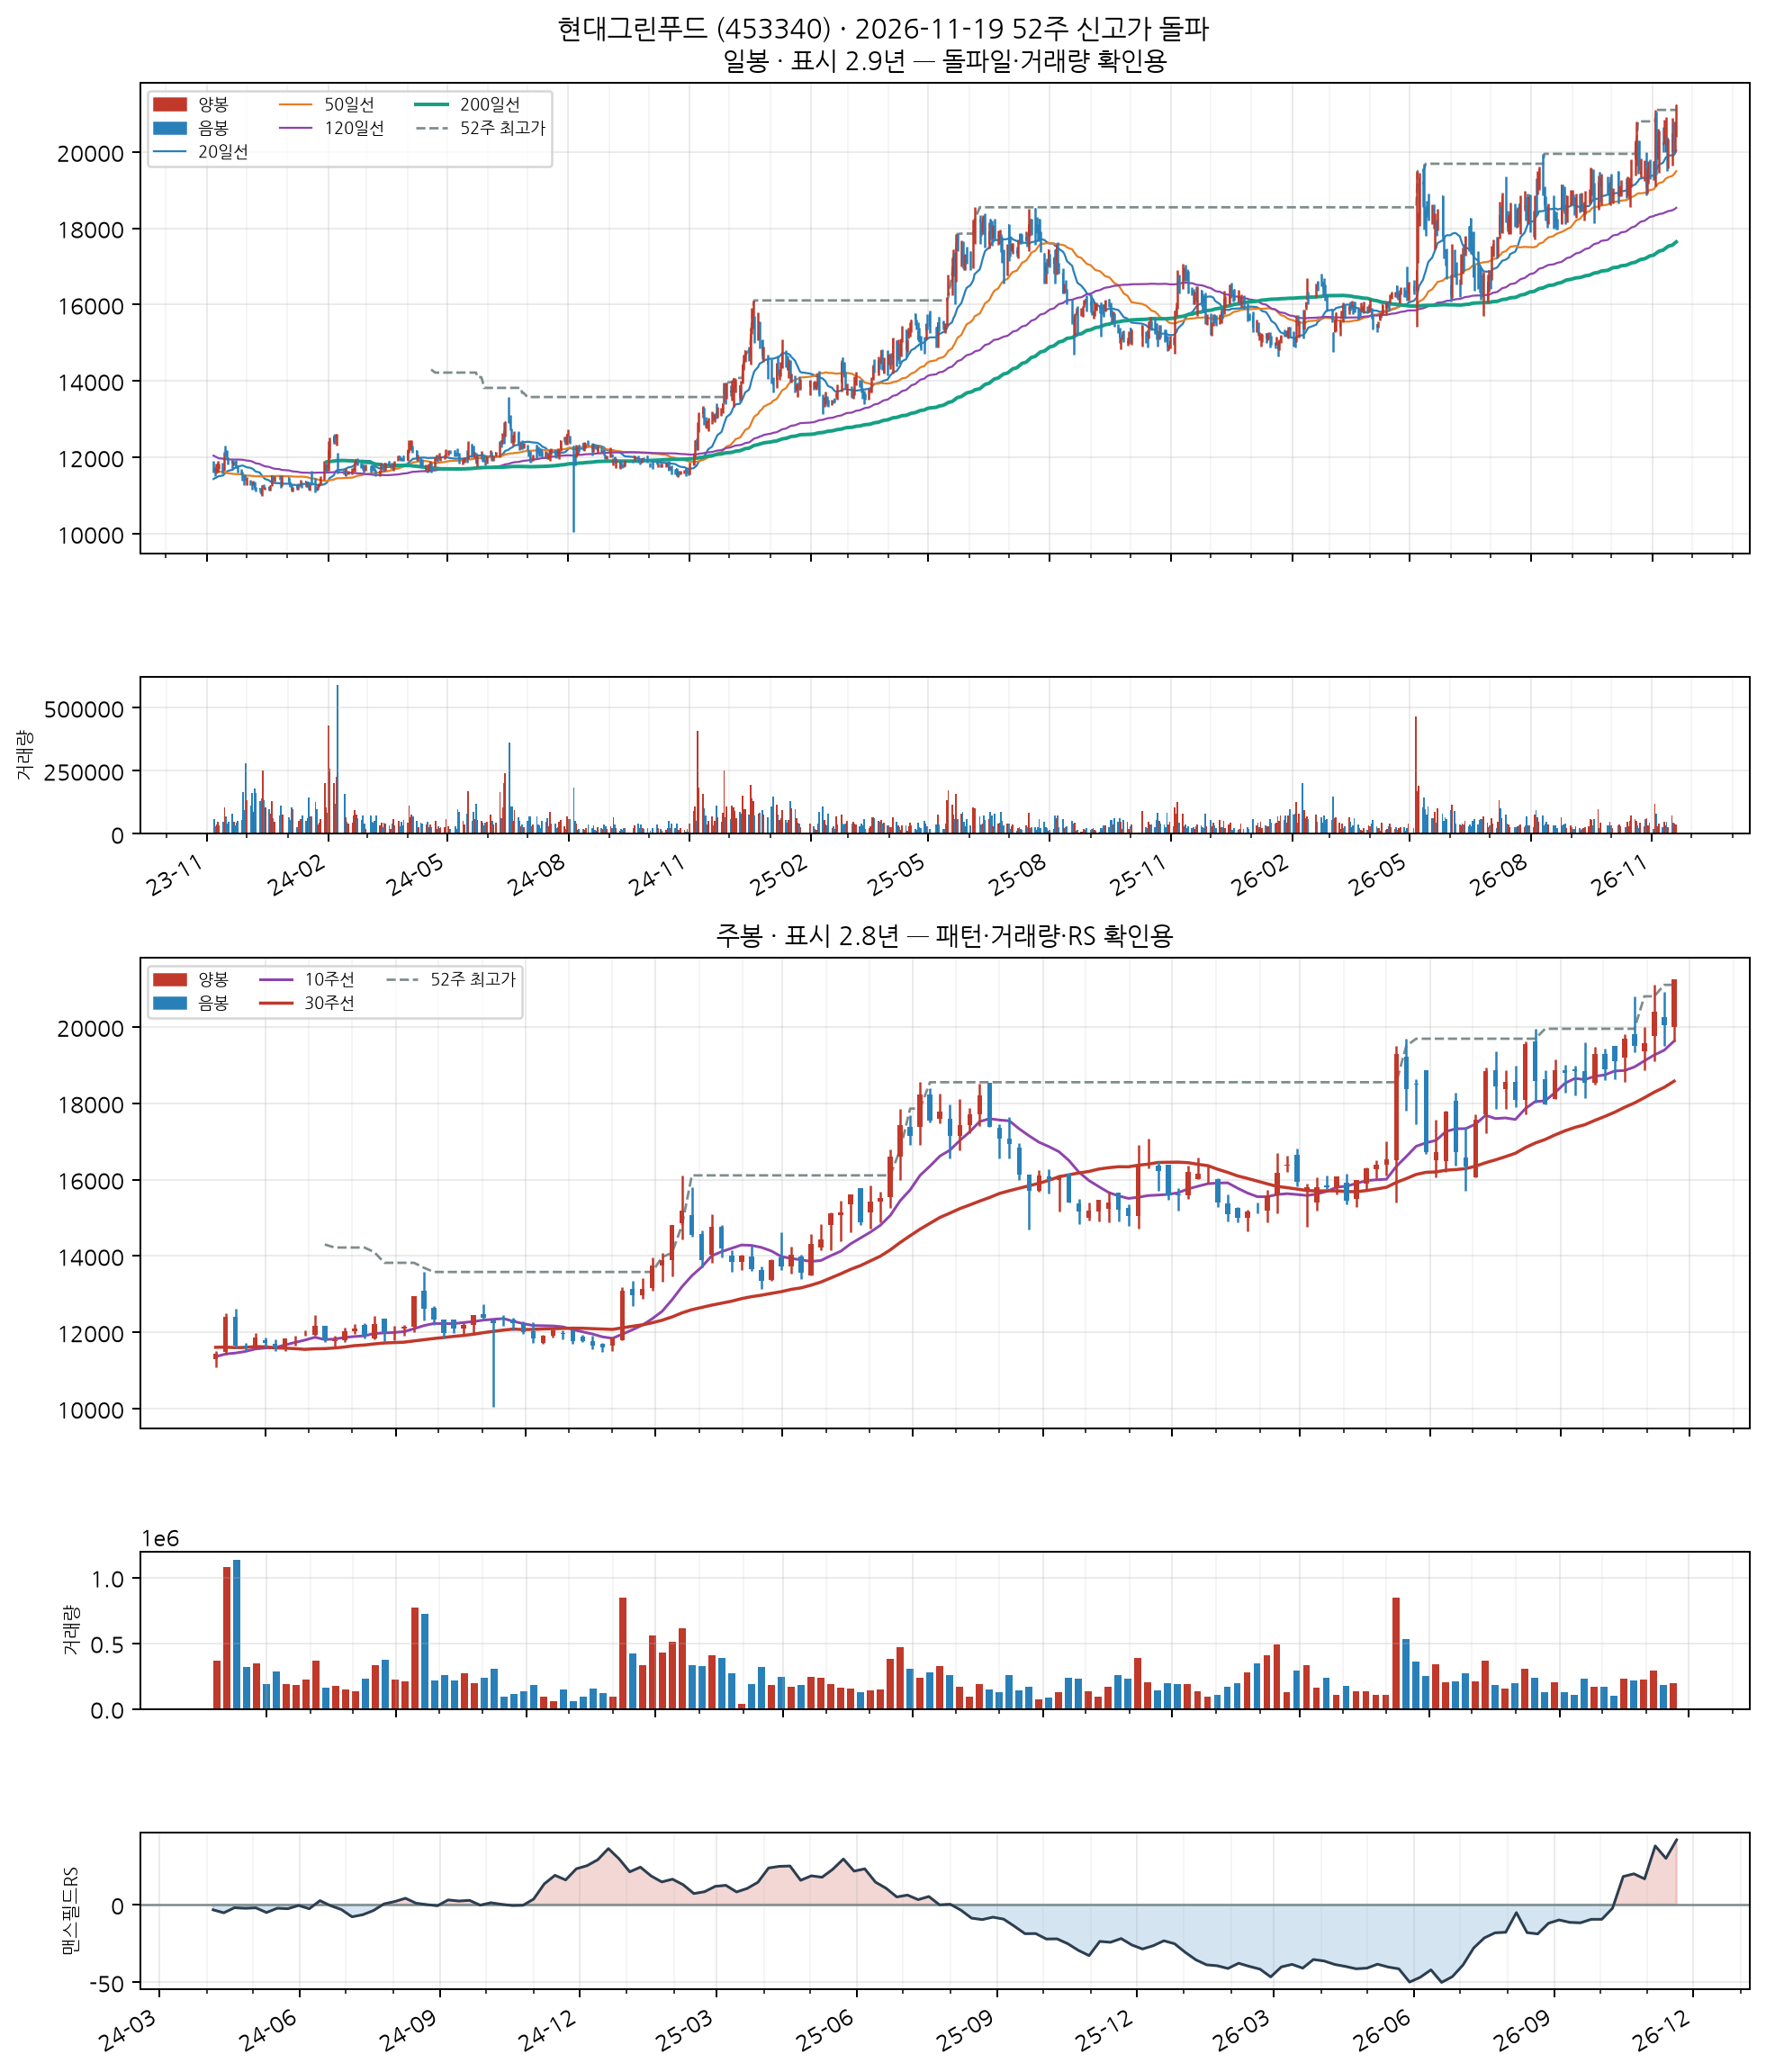 현대그린푸드 (453340) · 2026-11-19 52주 신고가 돌파
일봉 · 표시 2.9년 — 돌파일·거래량 확인용
양봉 50일선 200일선
음봉 120일선 52주 최고가
20일선
20000
18000
16000
14000
12000
10000
거래량
500000
250000
0
23-11 24-02 24-05 24-08 24-11 25-02 25-05 25-08 25-11 26-02 26-05 26-08 26-11
주봉 · 표시 2.8년 — 패턴·거래량·RS 확인용
양봉 10주선 52주 최고가
음봉 30주선
20000
18000
16000
14000
12000
10000
1e6
거래량
1.0
0.5
0.0
맨스필드RS
0
-50
24-03 24-06 24-09 24-12 25-03 25-06 25-09 25-12 26-03 26-06 26-09 26-12